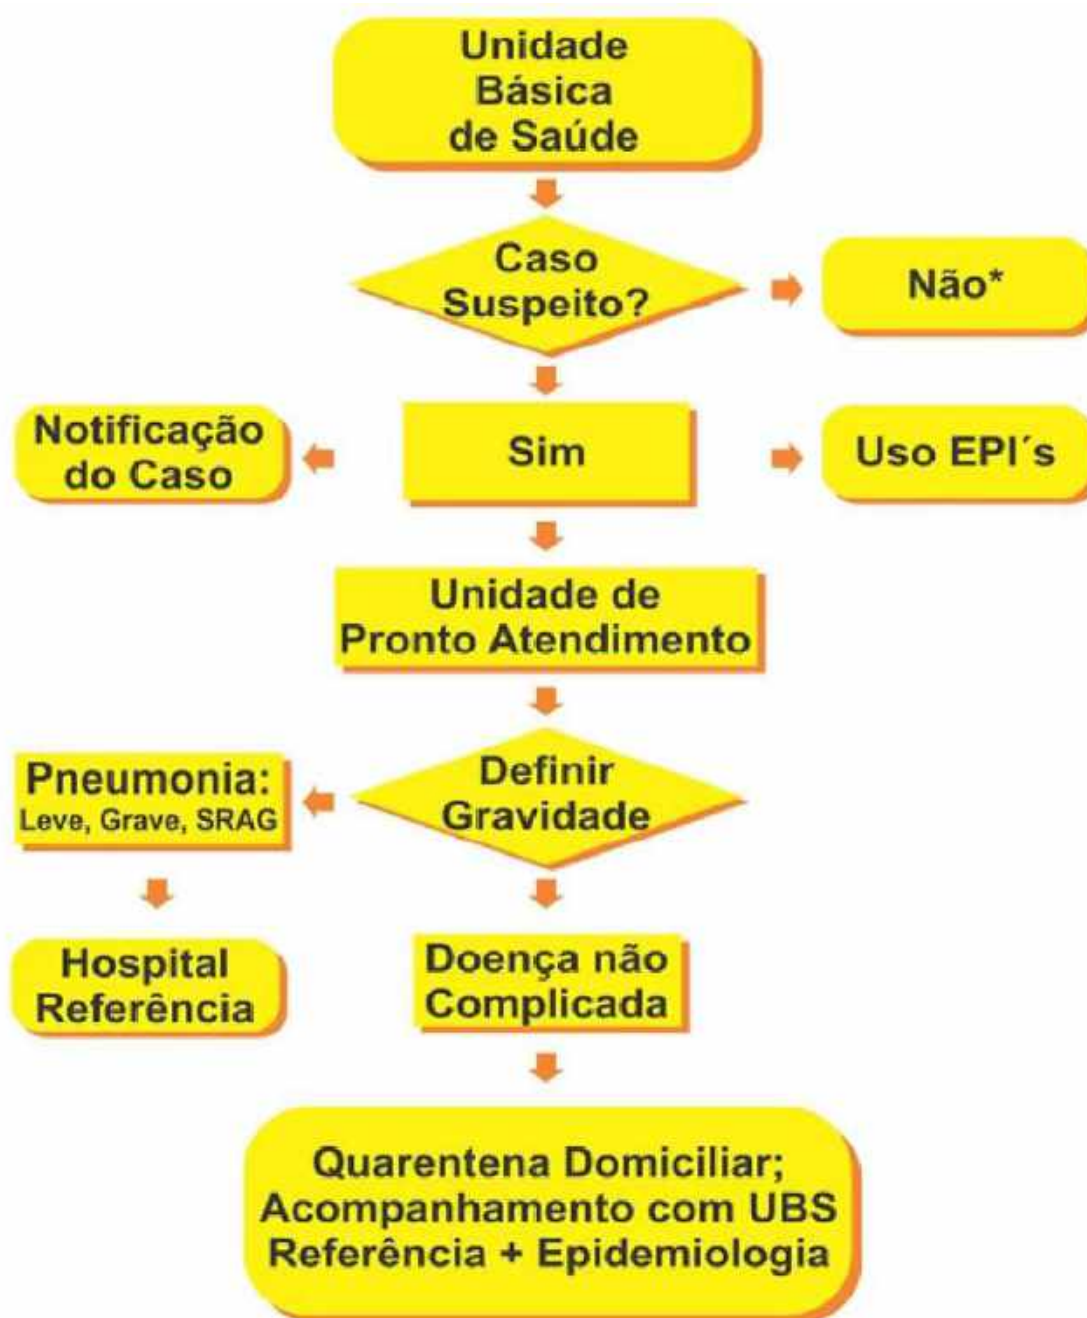 Unidade
Básica
de Saúde
Caso
Suspeito?
Não*
Notificação
do Caso
Sim
Uso EPI´s
Unidade de
Pronto Atendimento
Definir
Gravidade
Pneumonia:
Leve, Grave, SRAG
Hospital
Referência
Doença não
Complicada
Quarentena Domiciliar;
Acompanhamento com UBS
Referência + Epidemiologia